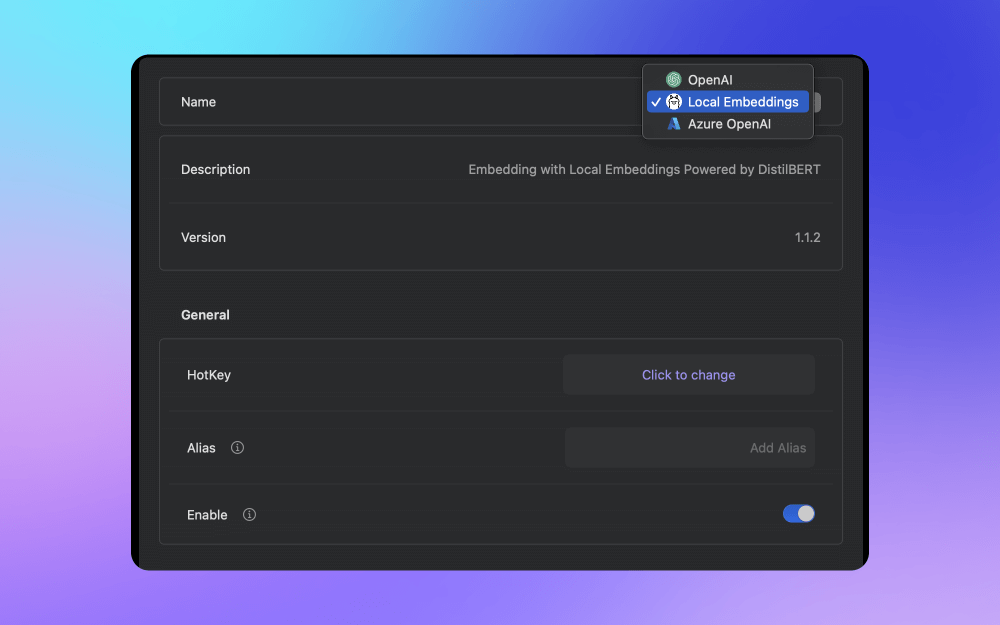 OpenAI
Name
Local Embeddings
Azure OpenAI
Description
Embedding with Local Embeddings Powered by DistilBERT
Version
1.1.2
General
HotKey
Click to change
Alias
Add Alias
Enable